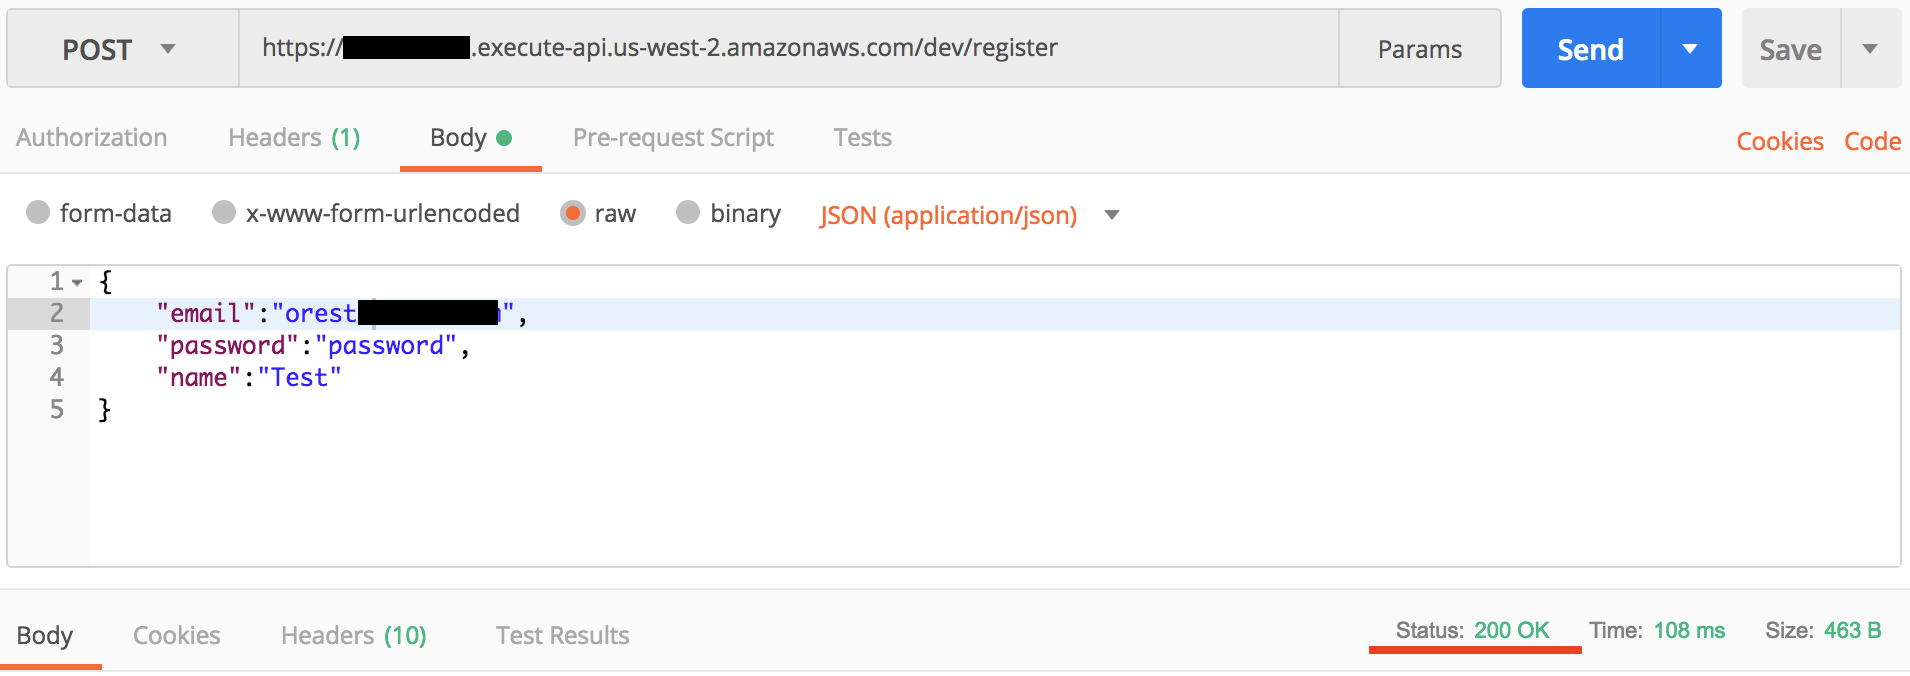 POST https://.execute-api.us-west-2.amazonaws.com/dev/register Params Send Save
Authorization Headers (1) Body Pre-request Script Tests Cookies Code
form-data x-www-form-urlencoded raw binary JSON (application/json)
1 {
2 "email":"orest",
3 "password":"password",
4 "name":"Test"
5 }
Body Cookies Headers (10) Test Results Status: 200 OK Time: 108 ms Size: 463 B